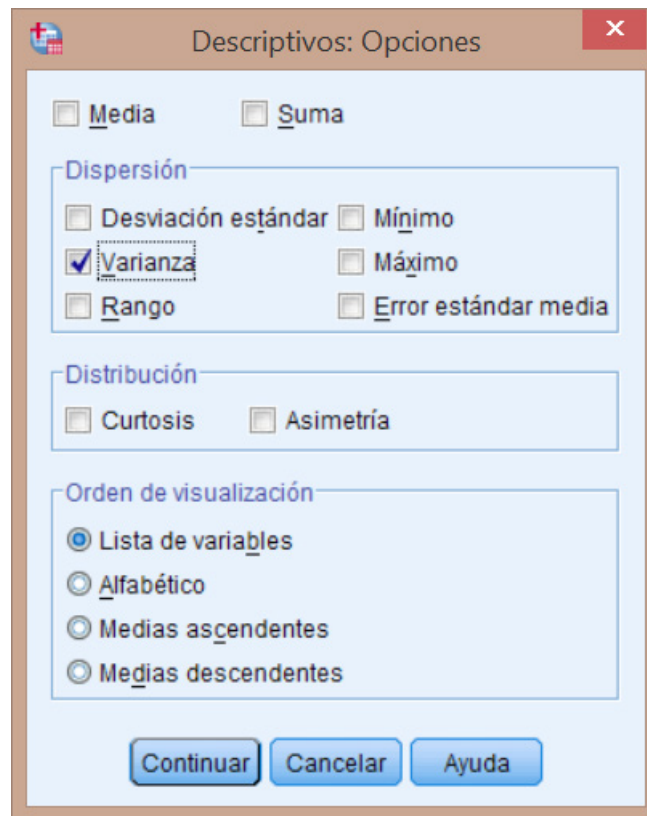 Descriptivos: Opciones
Media Suma
Dispersión
Desviación estándar Mínimo
Varianza Máximo
Rango Error estándar media
Distribución
Curtosis Asimetría
Orden de visualización
Lista de variables
Alfabético
Medias ascendentes
Medias descendentes
Continuar Cancelar Ayuda